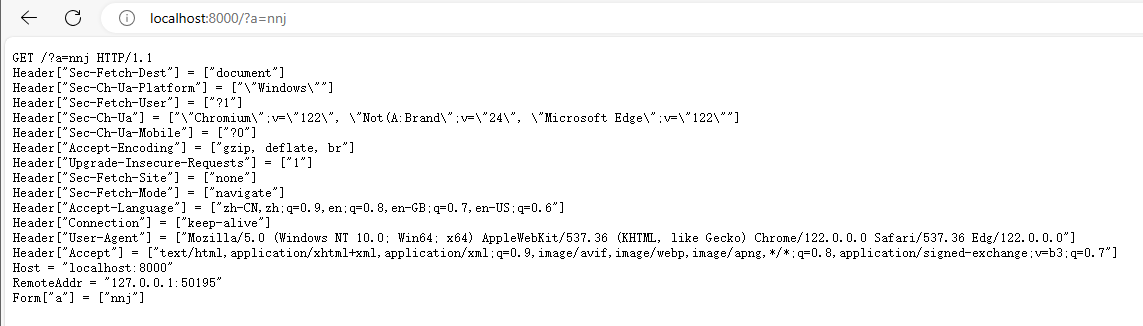 localhost:8000/?a=nnj
GET /?a=nnj HTTP/1.1
Header["Sec-Fetch-Dest"] = ["document"]
Header["Sec-Ch-Ua-Platform"] = ["\"Windows\""]
Header["Sec-Fetch-User"] = ["?1"]
Header["Sec-Ch-Ua"] = ["\"Chromium\";v=\"122\", \"Not(A:Brand\";v=\"24\", \"Microsoft Edge\";v=\"122\""]
Header["Sec-Ch-Ua-Mobile"] = ["?0"]
Header["Accept-Encoding"] = ["gzip, deflate, br"]
Header["Upgrade-Insecure-Requests"] = ["1"]
Header["Sec-Fetch-Site"] = ["none"]
Header["Sec-Fetch-Mode"] = ["navigate"]
Header["Accept-Language"] = ["zh-CN,zh;q=0.9,en;q=0.8,en-GB;q=0.7,en-US;q=0.6"]
Header["Connection"] = ["keep-alive"]
Header["User-Agent"] = ["Mozilla/5.0 (Windows NT 10.0; Win64; x64) AppleWebKit/537.36 (KHTML, like Gecko) Chrome/122.0.0.0 Safari/537.36 Edg/122.0.0.0"]
Header["Accept"] = ["text/html,application/xhtml+xml,application/xml;q=0.9,image/avif,image/webp,image/apng,*/*;q=0.8,application/signed-exchange;v=b3;q=0.7"]
Host = "localhost:8000"
RemoteAddr = "127.0.0.1:50195"
Form["a"] = ["nnj"]